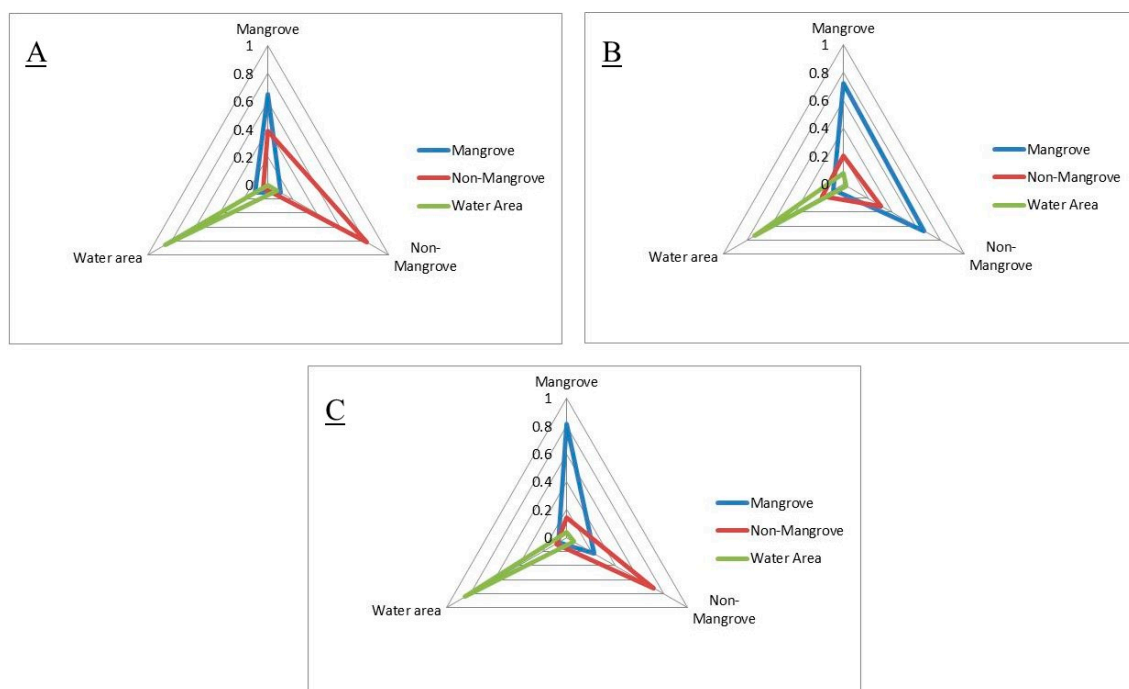 A
Mangrove
1
0.8
0.6
0.4
0.2
0
Water area
Non-
Mangrove
Mangrove
Non-Mangrove
Water Area
B
Mangrove
1
0.8
0.6
0.4
0.2
0
Water area
Non-
Mangrove
Mangrove
Non-Mangrove
Water Area
C
Mangrove
1
0.8
0.6
0.4
0.2
0
Water area
Non-
Mangrove
Mangrove
Non-Mangrove
Water Area